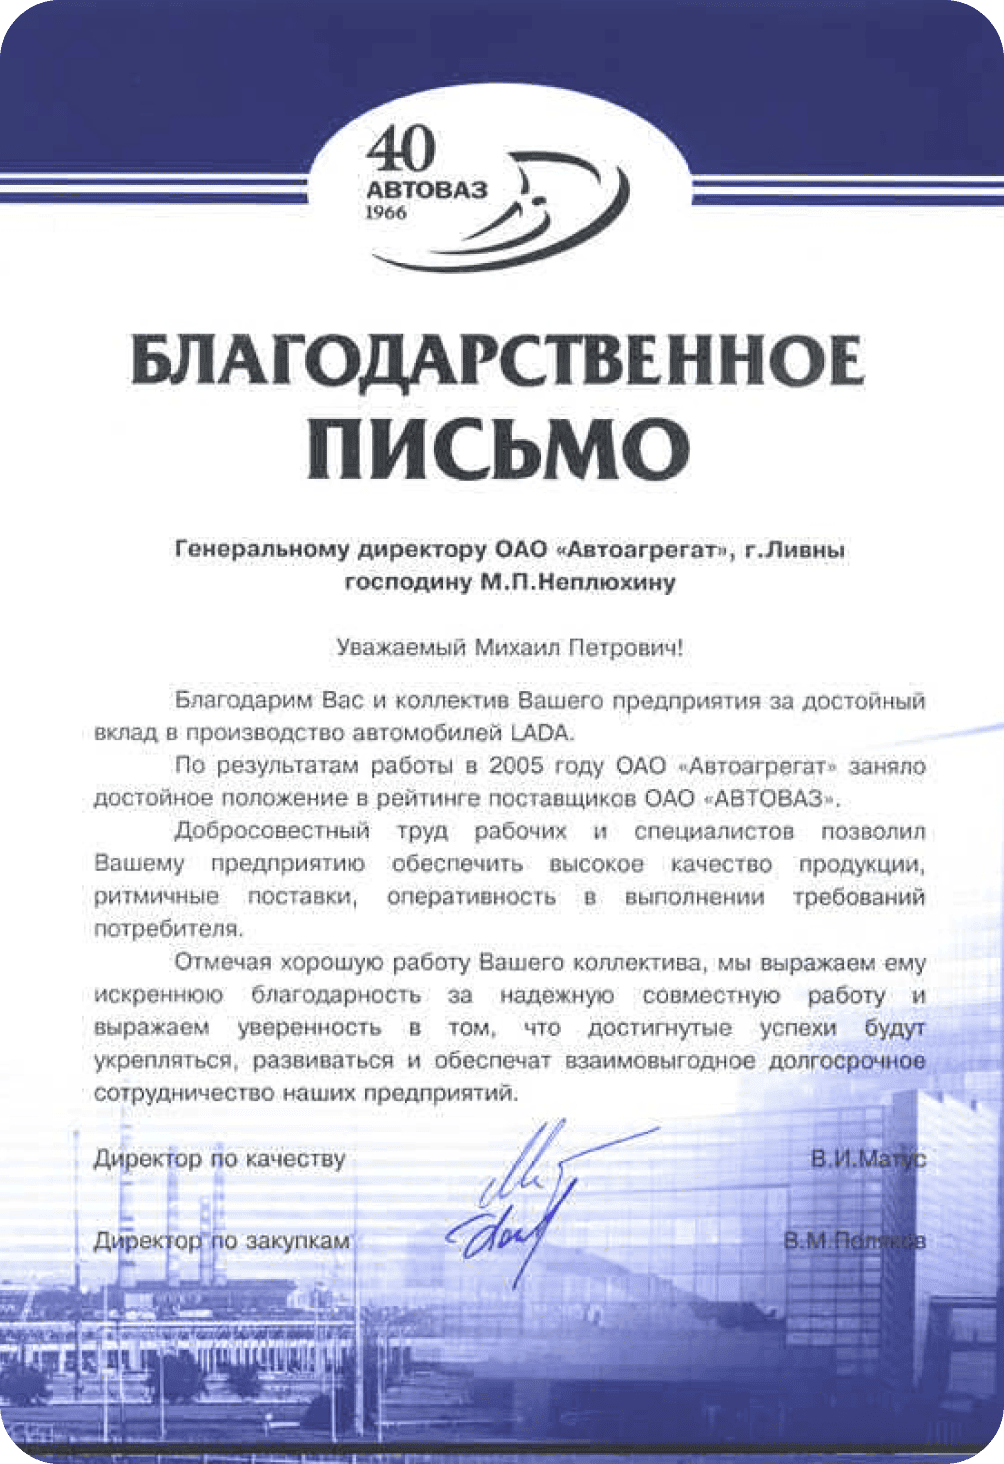 40
АВТОВАЗ
1966
БЛАГОДАРСТВЕННОЕ
ПИСЬМО
Генеральному директору ОАО «Автоагрегат», г.Ливны
господину М.П.Неплюхину
Уважаемый Михаил Петрович!
Благодарим Вас и коллектив Вашего предприятия за достойный
вклад в производство автомобилей LADA.
По результатам работы в 2005 году ОАО «Автоагрегат» заняло
достойное положение в рейтинге поставщиков ОАО «АВТОВАЗ».
Добросовестный труд рабочих и специалистов позволил
Вашему предприятию обеспечить высокое качество продукции,
ритмичные поставки, оперативность в выполнении требований
потребителя.
Отмечая хорошую работу Вашего коллектива, мы выражаем ему
искреннюю благодарность за надежную совместную работу и
выражаем уверенность в том, что достигнутые успехи будут
укрепляться, развиваться и обеспечат взаимовыгодное долгосрочное
сотрудничество наших предприятий.
Директор по качеству В.И.Матус
Директор по закупкам В.М.Поляков